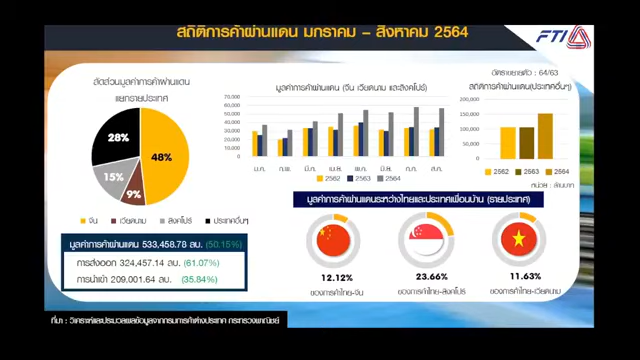 สถิติการค้าผ่านแดน มกราคม – สิงหาคม 2564
FTI
สัดส่วนมูลค่าการค้าผ่านแดน
แยกรายประเทศ
28%
48%
15%
9%
จีน เวียดนาม สิงคโปร์ ประเทศอื่นๆ
มูลค่าการค้าผ่านแดน 533,458.78 ลบ. (50.15%)
การส่งออก 324,457.14 ลบ. (61.07%)
การนำเข้า 209,001.64 ลบ. (35.84%)
มูลค่าการค้าผ่านแดน (จีน เวียดนาม และสิงคโปร์)
70,000
60,000
50,000
40,000
30,000
20,000
10,000
ม.ค. ก.พ. มี.ค. เม.ย. พ.ค. มิ.ย. ก.ค. ส.ค.
2562 2563 2564
อัตราขยายตัว : 64/63
สถิติการค้าผ่านแดน(ประเทศอื่นๆ)
200,000
150,000
100,000
50,000
2562 2563 2564
หน่วย : ล้านบาท
มูลค่าการค้าผ่านแดนระหว่างไทยและประเทศเพื่อนบ้าน (รายประเทศ)
12.12% 23.66% 11.63%
ของการค้าไทย-จีน ของการค้าไทย-สิงคโปร์ ของการค้าไทย-เวียดนาม
ที่มา : วิเคราะห์และประมวลผลข้อมูลจากกรมการค้าต่างประเทศ กระทรวงพาณิชย์